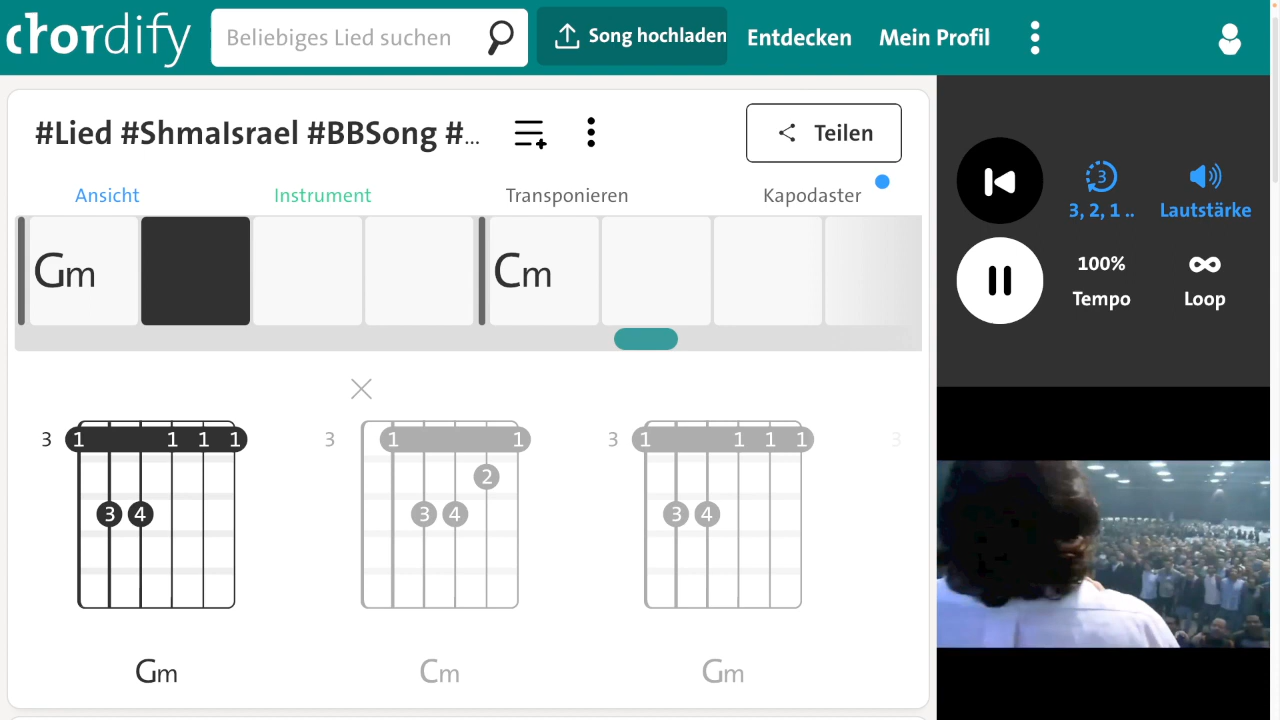 chordify
Beliebiges Lied suchen
Song hochladen
Entdecken
Mein Profil
#Lied #ShmaIsrael #BBSong #...
Teilen
Ansicht
Instrument
Transponieren
Kapodaster
Gm
Cm
3 1 1 1 1
3 4
Gm
3 1 1
2
3 4
Cm
3 1 1 1 1
3 4
Gm
3
3
3, 2, 1 ..
Lautstärke
100%
Tempo
Loop